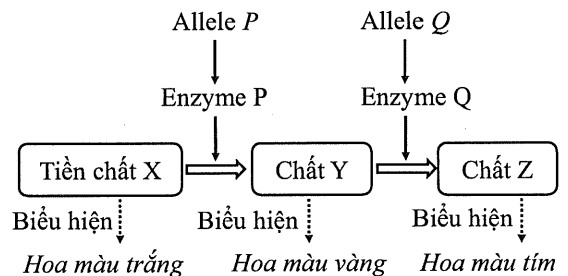 Allele P Allele Q
Enzyme P Enzyme Q
Tiền chất X Chất Y Chất Z
Biểu hiện Biểu hiện Biểu hiện
Hoa màu trắng Hoa màu vàng Hoa màu tím